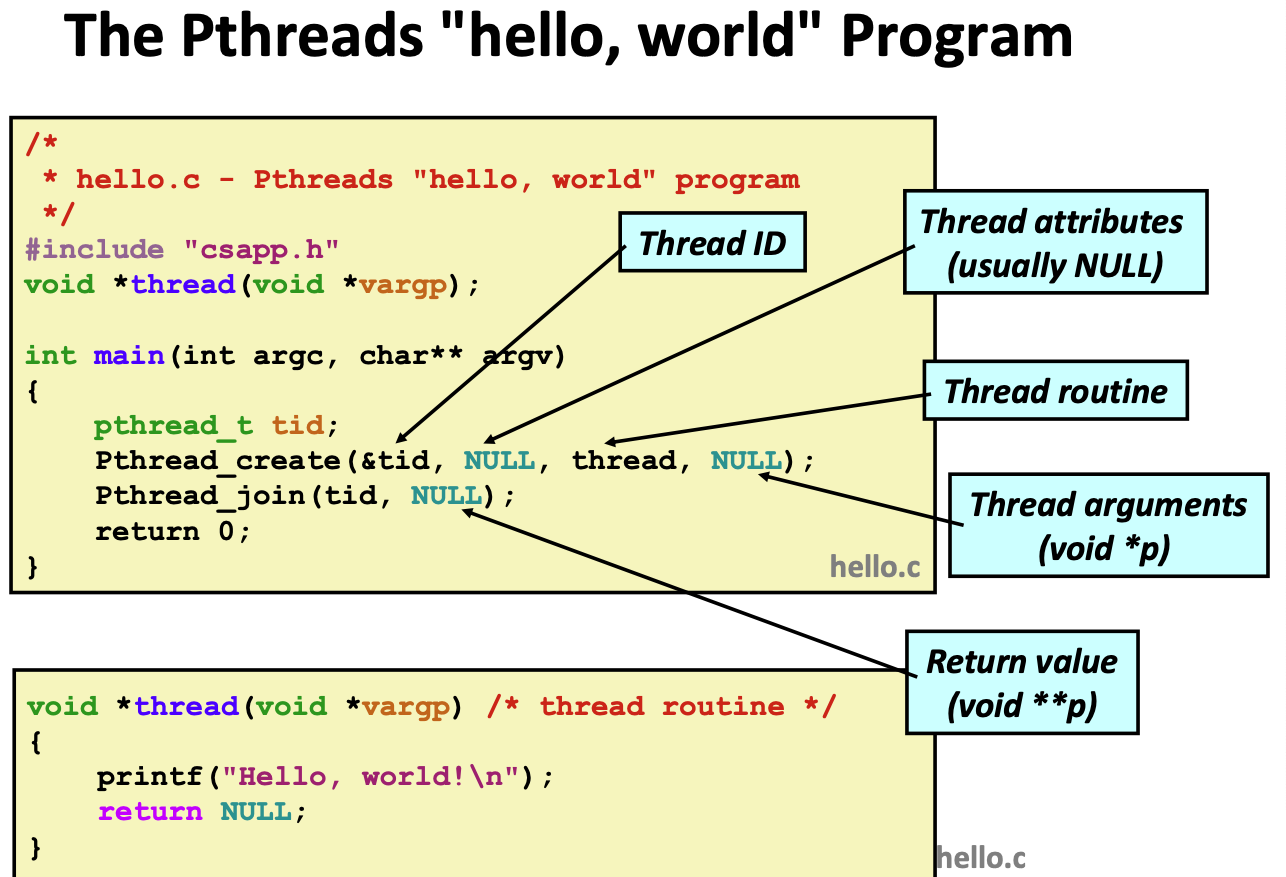 The Pthreads "hello, world" Program
/*
 * hello.c - Pthreads "hello, world" program
 */
#include "csapp.h"
void *thread(void *vargp);
int main(int argc, char** argv)
{
    pthread_t tid;
    Pthread_create(&tid, NULL, thread, NULL);
    Pthread_join(tid, NULL);
    return 0;
}
hello.c
Thread ID
Thread attributes
(usually NULL)
Thread routine
Thread arguments
(void *p)
Return value
(void **p)
void *thread(void *vargp) /* thread routine */
{
    printf("Hello, world!\n");
    return NULL;
}
hello.c